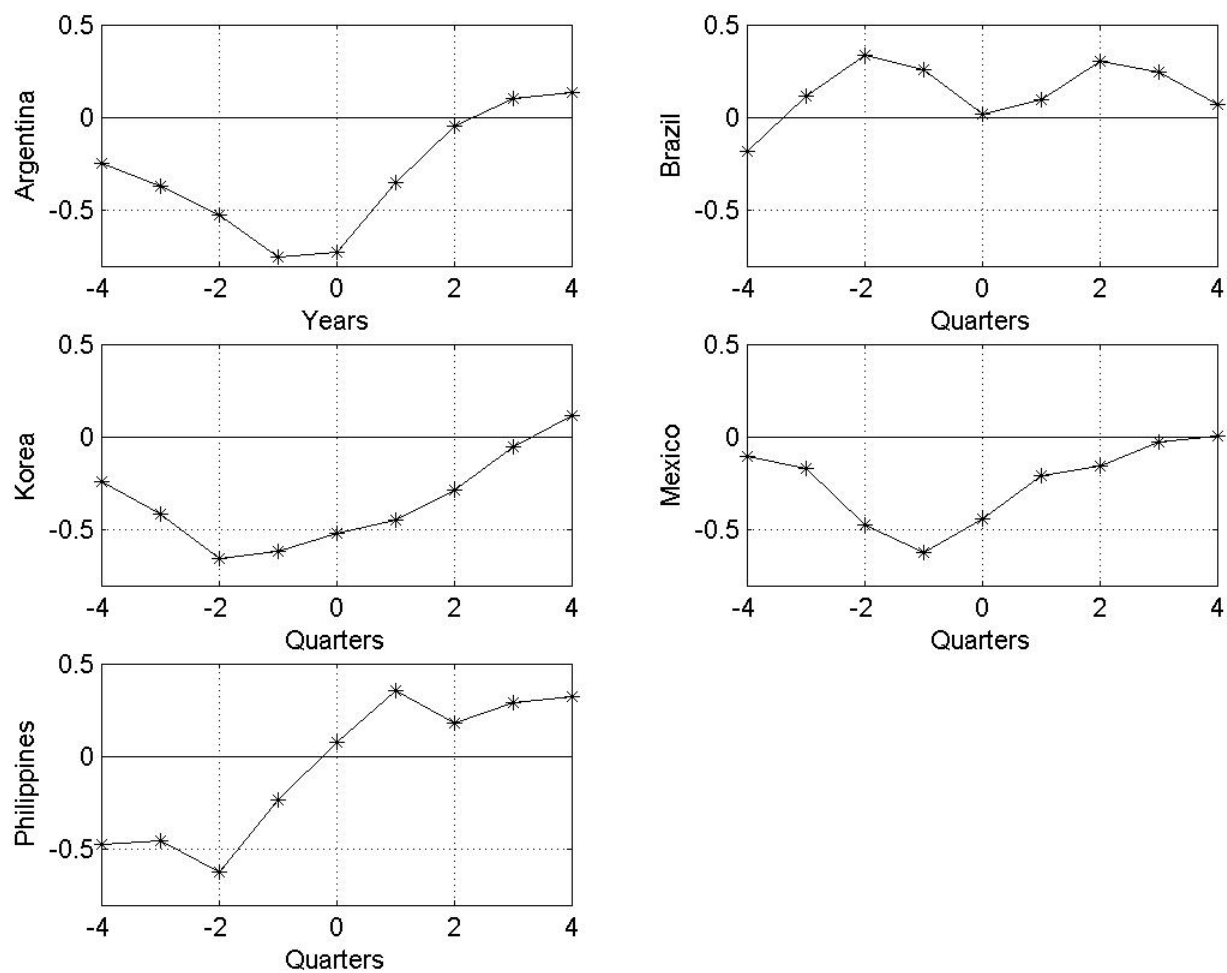 0.5 0.5
0 0
-0.5 -0.5
Argentina Brazil
-4 -2 0 2 4 -4 -2 0 2 4
Years Quarters
0.5 0.5
0 0
-0.5 -0.5
Korea Mexico
-4 -2 0 2 4 -4 -2 0 2 4
Quarters Quarters
0.5
0
-0.5
Philippines
-4 -2 0 2 4
Quarters